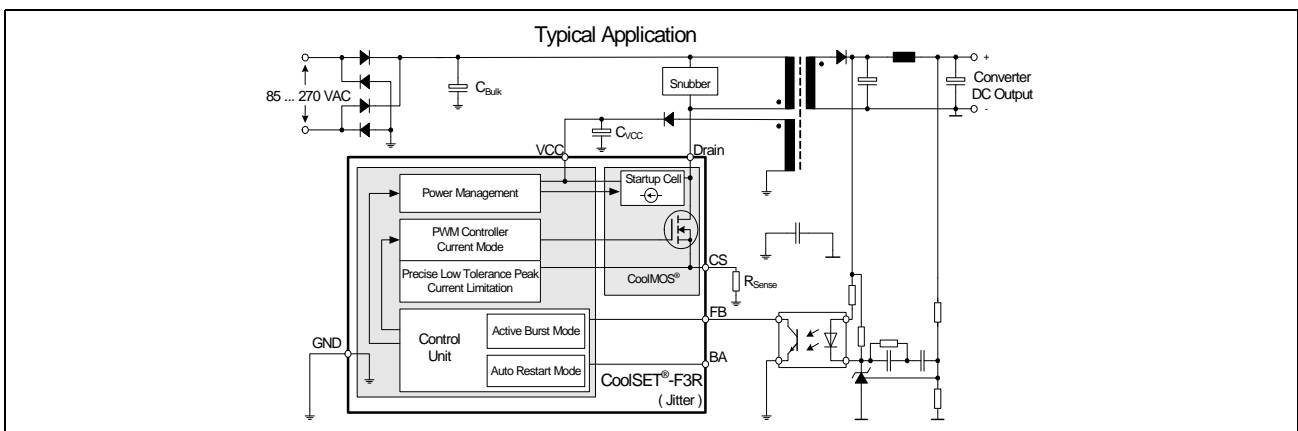 Typical Application
Snubber
+
C_Bulk
Converter
DC Output
85 ... 270 VAC
-
C_VCC
VCC
Drain
Startup Cell
Power Management
PWM Controller
Current Mode
CS
Precise Low Tolerance Peak
Current Limitation
CoolMOS®
R_Sense
FB
Active Burst Mode
GND
Control
Unit
BA
Auto Restart Mode
CoolSET®-F3R
( Jitter )